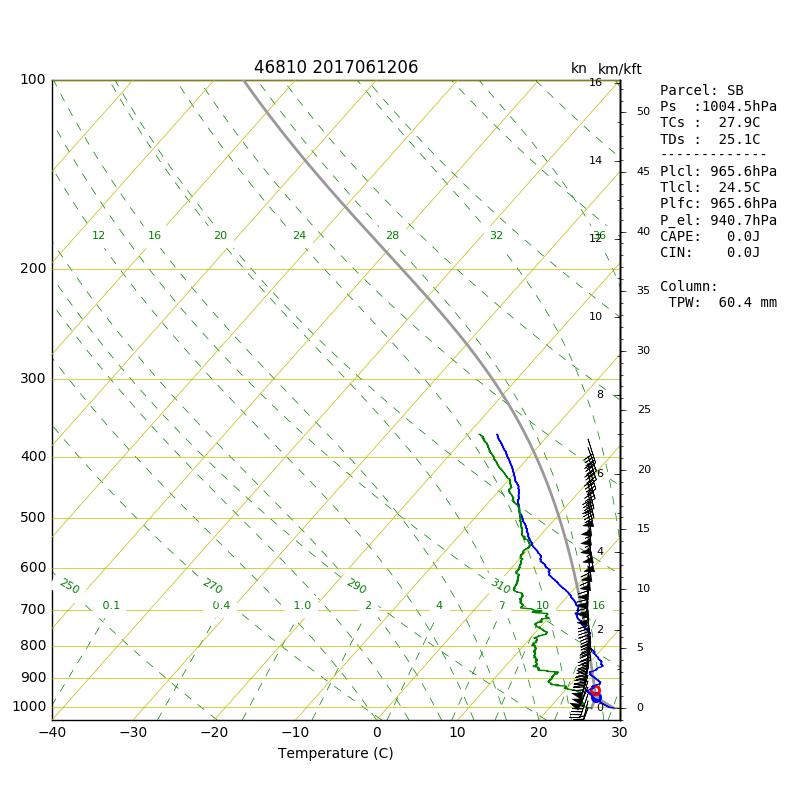 46810 2017061206
kn km/kft
Parcel: SB
Ps  :1004.5hPa
TCs :  27.9C
TDs :  25.1C
-------------
Plcl: 965.6hPa
Tlcl:  24.5C
Plfc: 965.6hPa
P_el: 940.7hPa
CAPE:   0.0J
CIN:    0.0J
Column:
TPW:  60.4 mm
100
200
300
400
500
600
700
800
900
1000
12 16 20 24 28 32 36
250 270 290 310
0.1 0.4 1.0 2 4 7 10 16
16
14
12
10
8
6
4
2
0
50
45
40
35
30
25
20
15
10
5
0
−40 −30 −20 −10 0 10 20 30
Temperature (C)